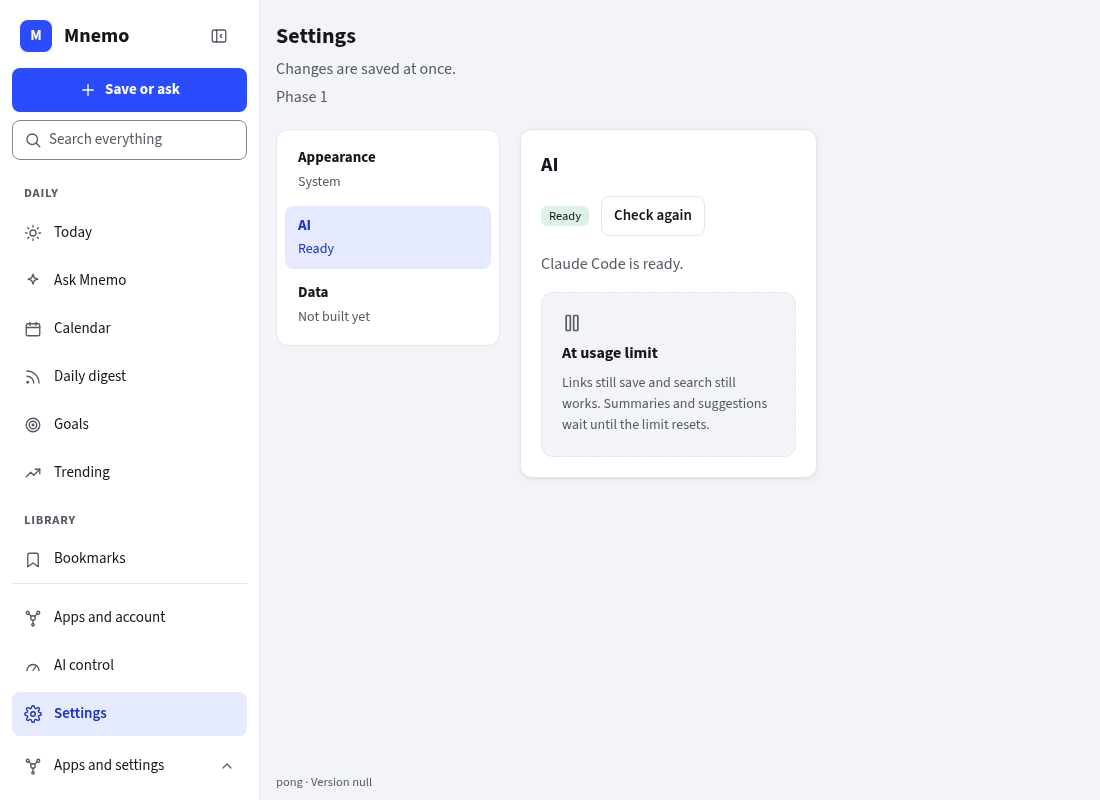 M
Mnemo
Save or ask
Search everything
DAILY
Today
Ask Mnemo
Calendar
Daily digest
Goals
Trending
LIBRARY
Bookmarks
Apps and account
AI control
Settings
Apps and settings
Settings
Changes are saved at once.
Phase 1
Appearance
System
AI
Ready
Data
Not built yet
AI
Ready
Check again
Claude Code is ready.
At usage limit
Links still save and search still
works. Summaries and suggestions
wait until the limit resets.
pong · Version null